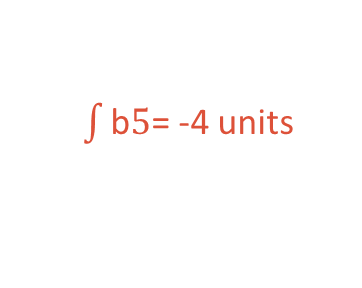 ∫ b5= -4 units